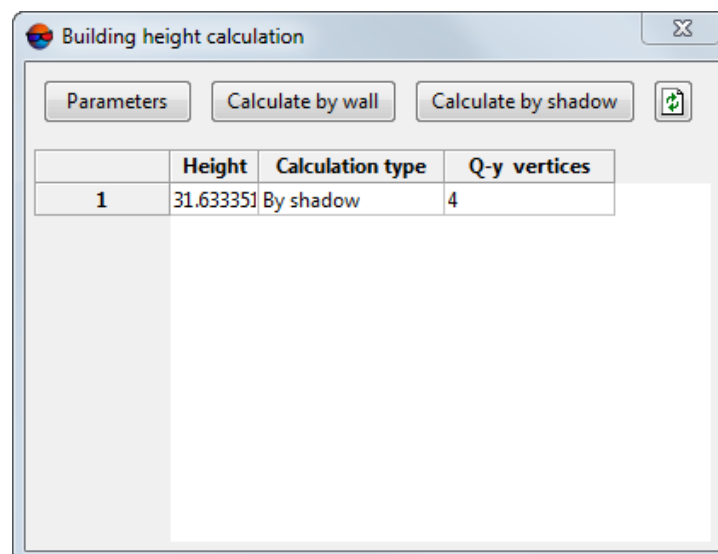 Building height calculation
Parameters Calculate by wall Calculate by shadow
Height Calculation type Q-y vertices
1 31.633351 By shadow 4